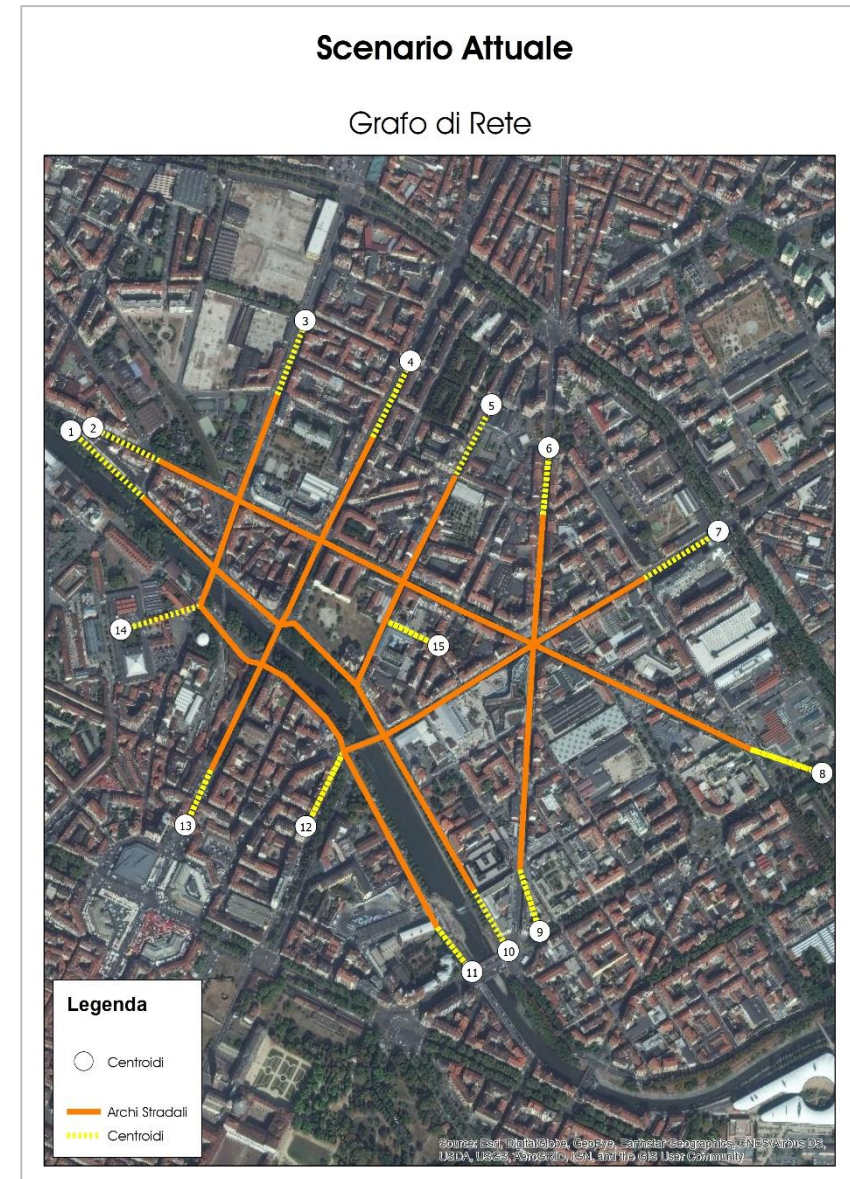 Scenario Attuale
Grafo di Rete
3
4
5
1
2
6
7
14
15
8
13
12
9
10
11
Legenda
Centroidi
Archi Stradali
Centroidi
Source: Esri, DigitalGlobe, GeoEye, Earthstar Geographics, CNES/Airbus DS,
USDA, USGS, AeroGRID, IGN, and the GIS User Community